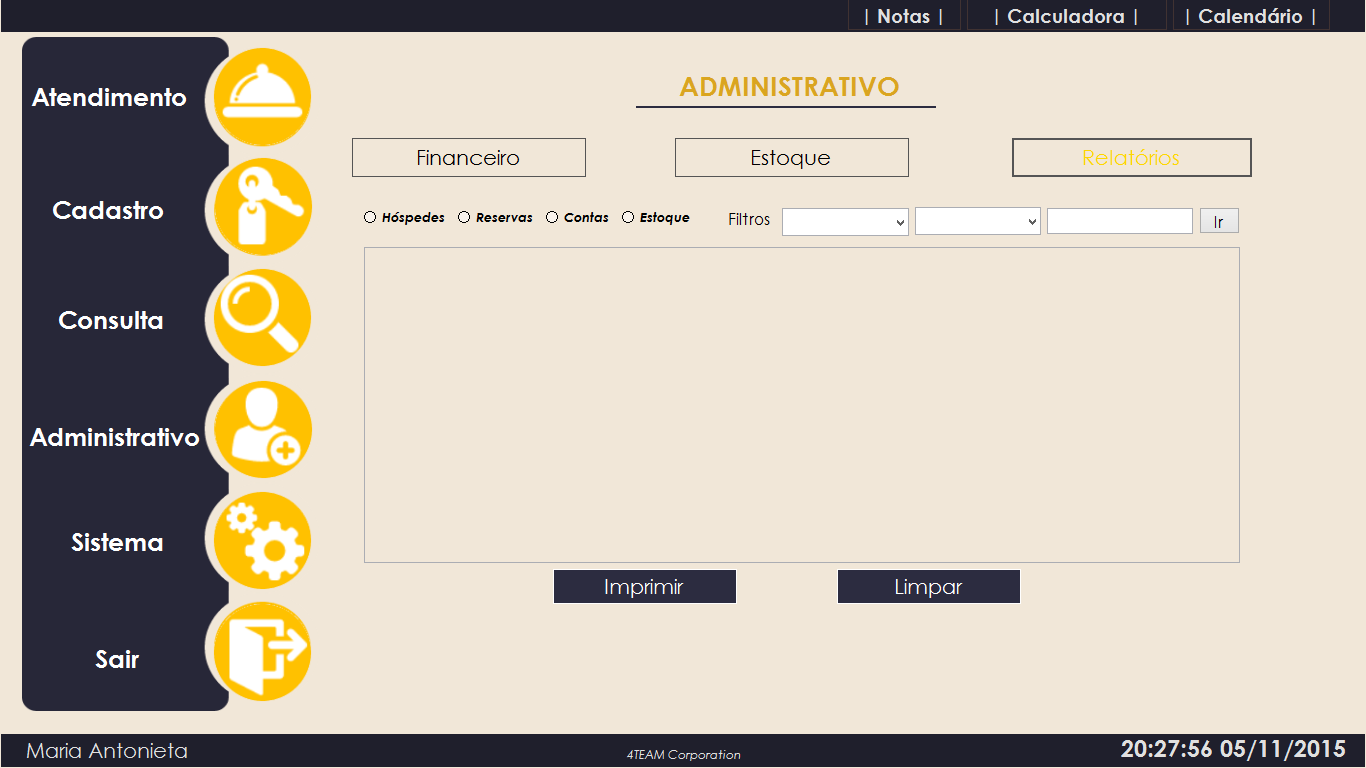 | Notas | | Calculadora | | Calendário |
Atendimento
Cadastro
Consulta
Administrativo
Sistema
Sair
ADMINISTRATIVO
Financeiro Estoque Relatórios
Hóspedes Reservas Contas Estoque Filtros Ir
Imprimir Limpar
Maria Antonieta 4TEAM Corporation 20:27:56 05/11/2015